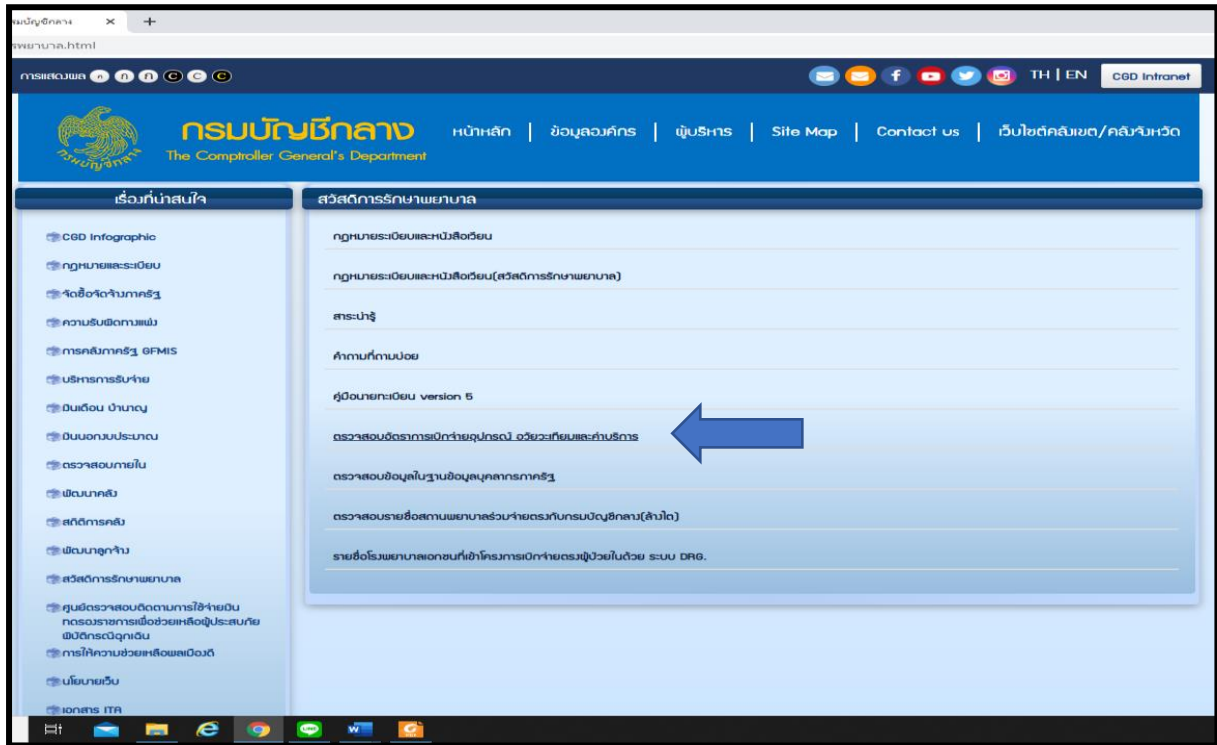 รมบัญชีกลาง × +
รพยาบาล.html
การแสดงผล ก ก ก C C C
TH | EN CGD Intranet
กรมบัญชีกลาง
The Comptroller General's Department
กรมบัญชีกลาง
หน้าหลัก | ข้อมูลองค์กร | ผู้บริหาร | Site Map | Contact us | เว็บไซต์คลังเขต/คลังจังหวัด
เรื่องที่น่าสนใจ
CGD Infographic
กฎหมายและระเบียบ
จัดซื้อจัดจ้างภาครัฐ
ความรับผิดทางแพ่ง
การคลังภาครัฐ GFMIS
บริหารการรับจ่าย
เงินเดือน บำนาญ
เงินนอกงบประมาณ
ตรวจสอบภายใน
พัฒนาคลัง
สถิติการคลัง
พัฒนาลูกจ้าง
สวัสดิการรักษาพยาบาล
ศูนย์ตรวจสอบติดตามการใช้จ่ายเงิน
ทดรองราชการเพื่อช่วยเหลือผู้ประสบภัย
พิบัติกรณีฉุกเฉิน
การให้ความช่วยเหลือพลเมืองดี
นโยบายเว็บ
เอกสาร ITA
สวัสดิการรักษาพยาบาล
กฎหมายระเบียบและหนังสือเวียน
กฎหมายระเบียบและหนังสือเวียน(สวัสดิการรักษาพยาบาล)
สาระน่ารู้
คำถามที่ถามบ่อย
คู่มือนายทะเบียน version 5
ตรวจสอบอัตราการเบิกจ่ายอุปกรณ์ อวัยวะเทียมและค่าบริการ
ตรวจสอบข้อมูลในฐานข้อมูลบุคลากรภาครัฐ
ตรวจสอบรายชื่อสถานพยาบาลร่วมจ่ายตรงกับกรมบัญชีกลาง(ล้างไต)
รายชื่อโรงพยาบาลเอกชนที่เข้าโครงการเบิกจ่ายตรงผู้ป่วยในด้วย ระบบ DRG.